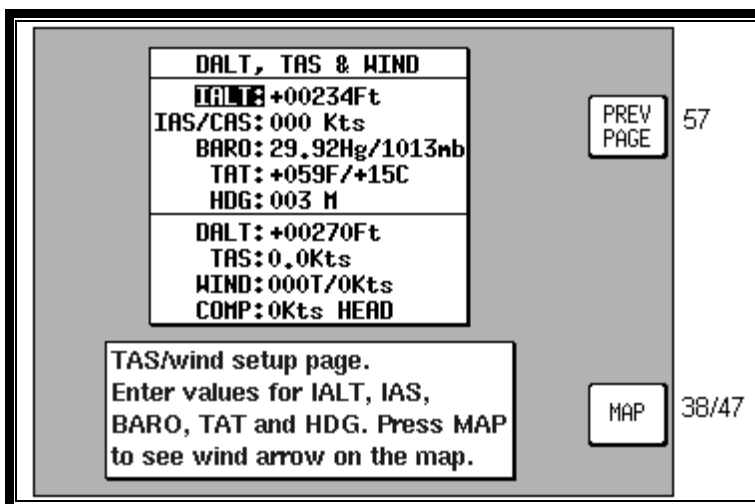 DALT, TAS & WIND
IALT: +00234Ft
IAS/CAS: 000 Kts
BARO: 29.92Hg/1013mb
TAT: +059F/+15C
HDG: 003 M
DALT: +00270Ft
TAS: 0.0Kts
WIND: 000T/0Kts
COMP: 0Kts HEAD
PREV
PAGE
57
TAS/wind setup page.
Enter values for IALT, IAS,
BARO, TAT and HDG. Press MAP
to see wind arrow on the map.
MAP
38/47